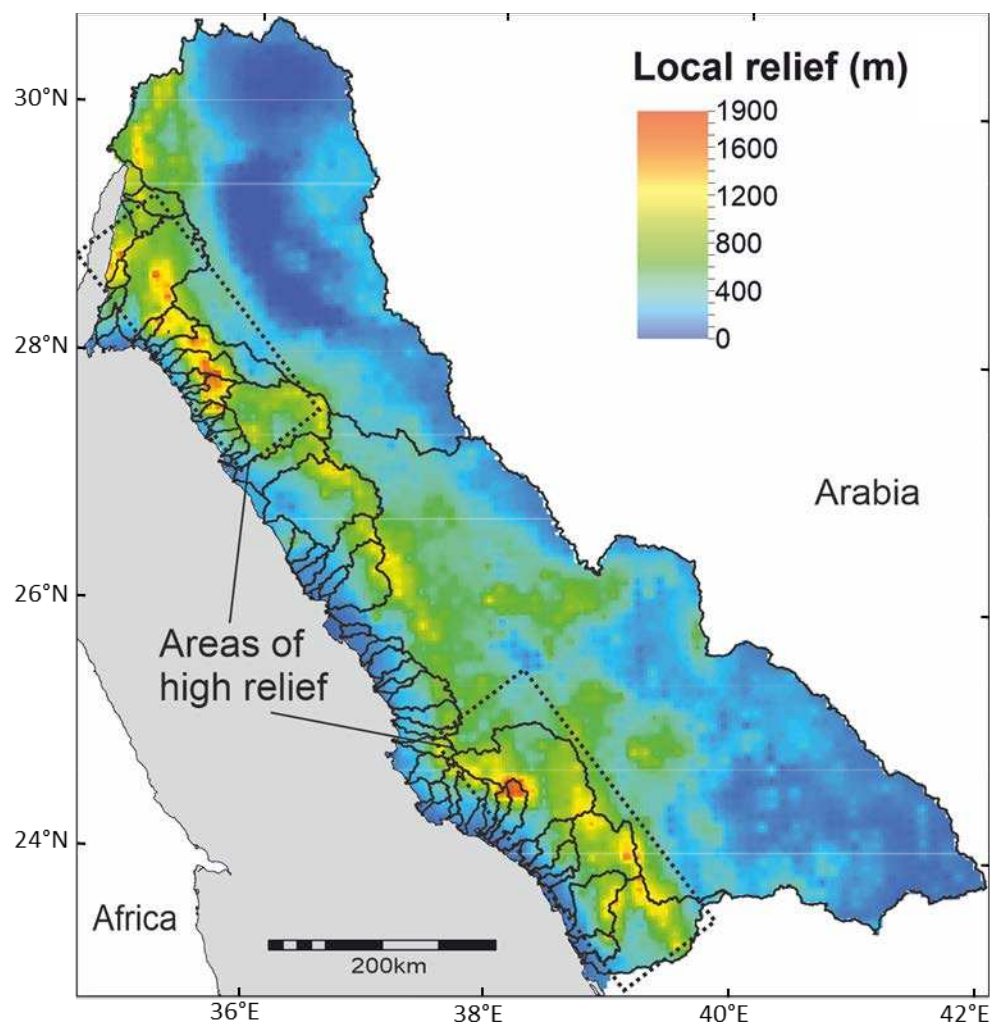 Local relief (m)
1900
1600
1200
800
400
0
30°N
28°N
26°N
24°N
Arabia
Areas of
high relief
Africa
200km
36°E
38°E
40°E
42°E